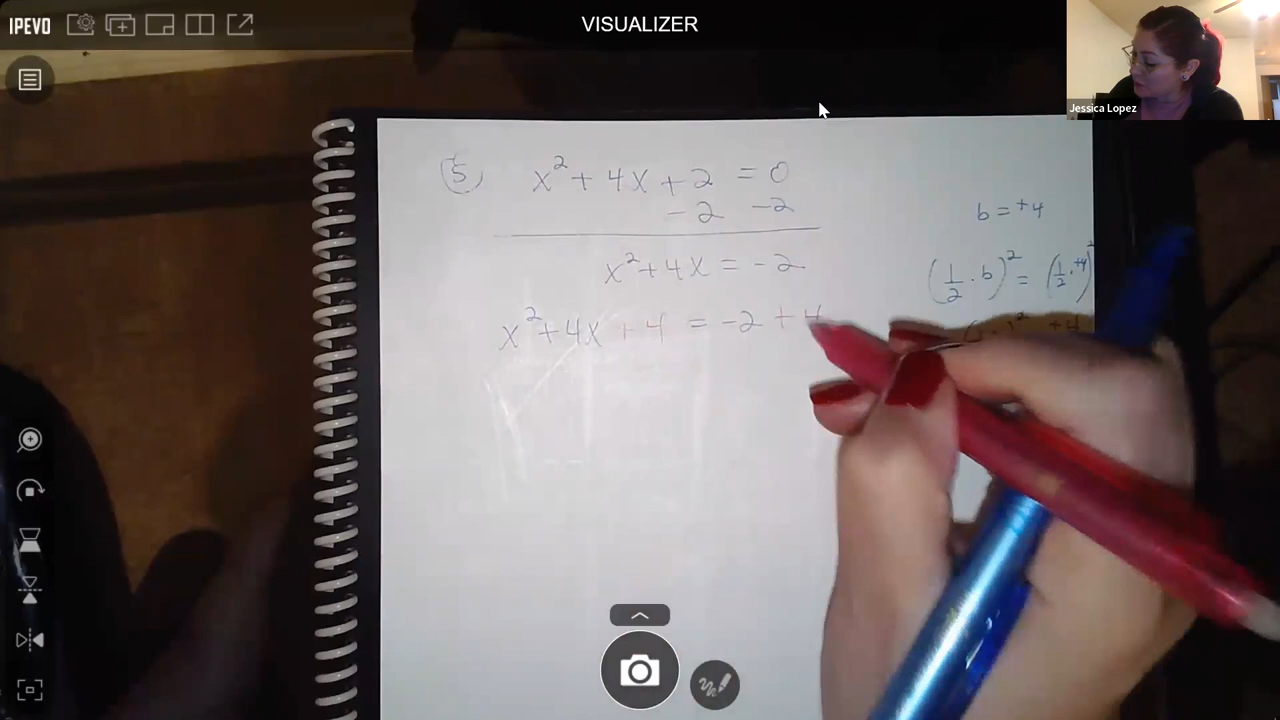 IPEVO
VISUALIZER
Jessica Lopez
⑤ x² + 4x + 2 = 0
- 2 -2
x² + 4x = -2
x² + 4x + 4 = -2 + 4
b = +4
(1/2 · b)² = (1/2 · +4)²